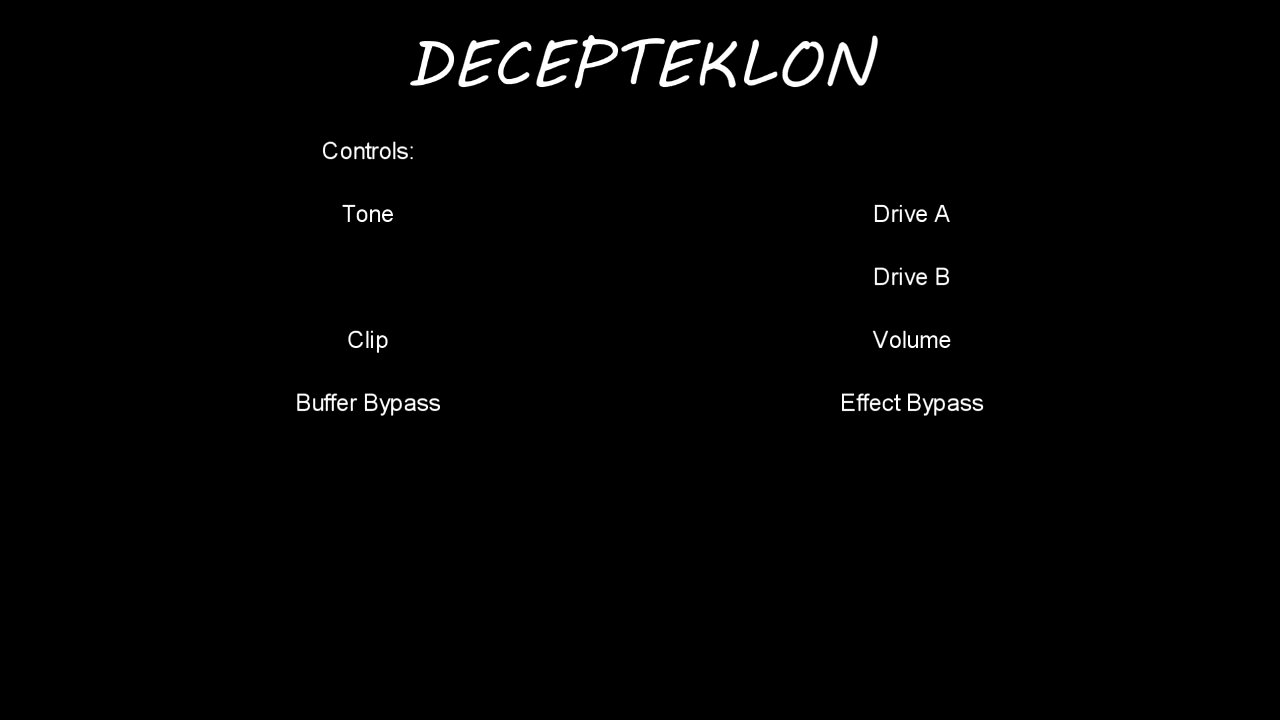 DECEPTEKLON
Controls:
Tone Drive A
Drive B
Clip Volume
Buffer Bypass Effect Bypass